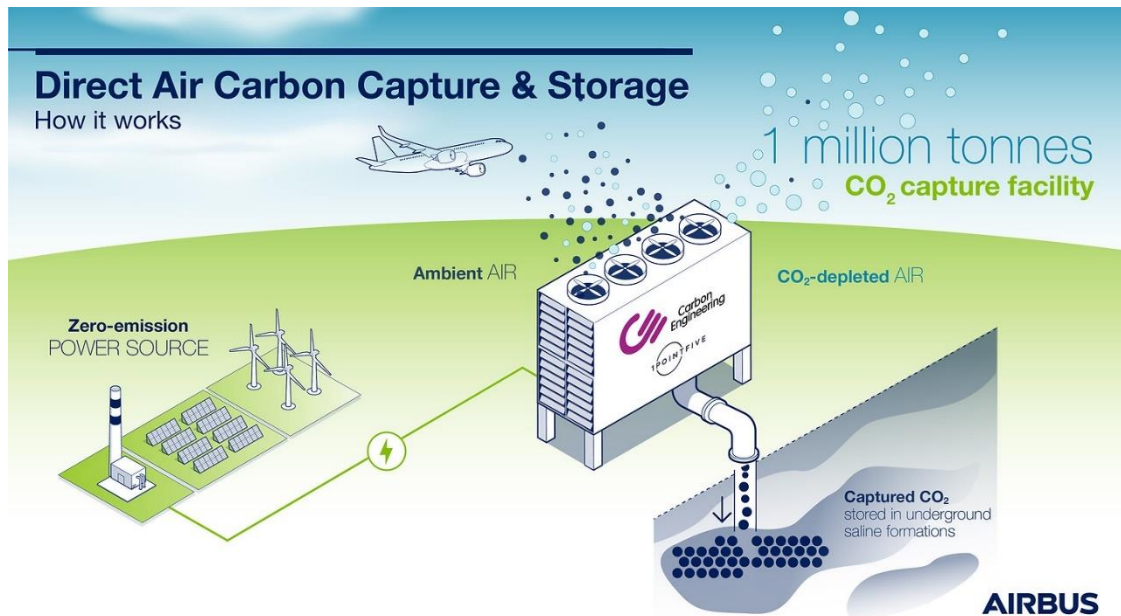 Direct Air Carbon Capture & Storage
How it works
1 million tonnes
CO₂ capture facility
Ambient AIR
CO₂-depleted AIR
Zero-emission
POWER SOURCE
Carbon
Engineering
1POINTFIVE
Captured CO₂
stored in underground
saline formations
AIRBUS